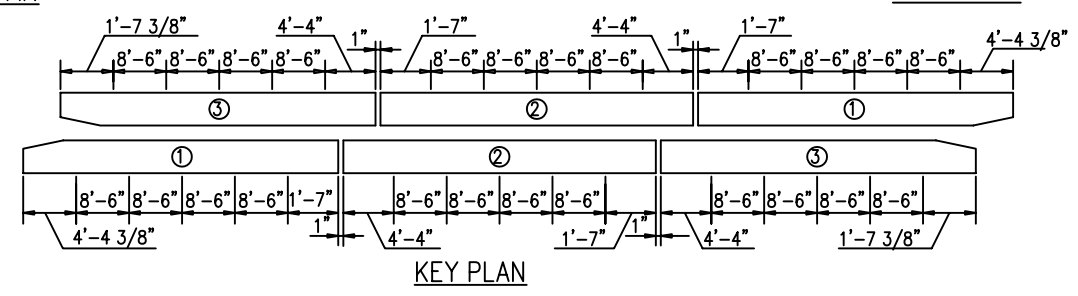 1'-7 3/8" 4'-4" 1" 1'-7" 4'-4" 1" 1'-7" 4'-4 3/8"
8'-6" 8'-6" 8'-6" 8'-6" 8'-6" 8'-6" 8'-6" 8'-6" 8'-6" 8'-6" 8'-6" 8'-6"
3 2 1
1 2 3
8'-6" 8'-6" 8'-6" 8'-6" 1'-7" 8'-6" 8'-6" 8'-6" 8'-6" 8'-6" 8'-6" 8'-6" 8'-6"
4'-4 3/8" 1" 4'-4" 1'-7" 1" 4'-4" 1'-7 3/8"
KEY PLAN